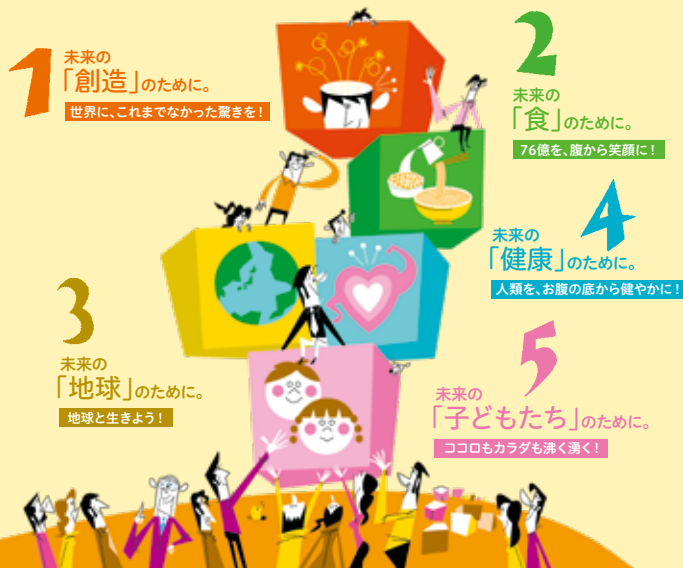 1
未来の
「創造」のために。
世界に、これまでなかった驚きを！
2
未来の
「食」のために。
76億を、腹から笑顔に！
3
未来の
「地球」のために。
地球と生きよう！
4
未来の
「健康」のために。
人類を、お腹の底から健やかに！
5
未来の
「子どもたち」のために。
ココロもカラダも沸く湧く！